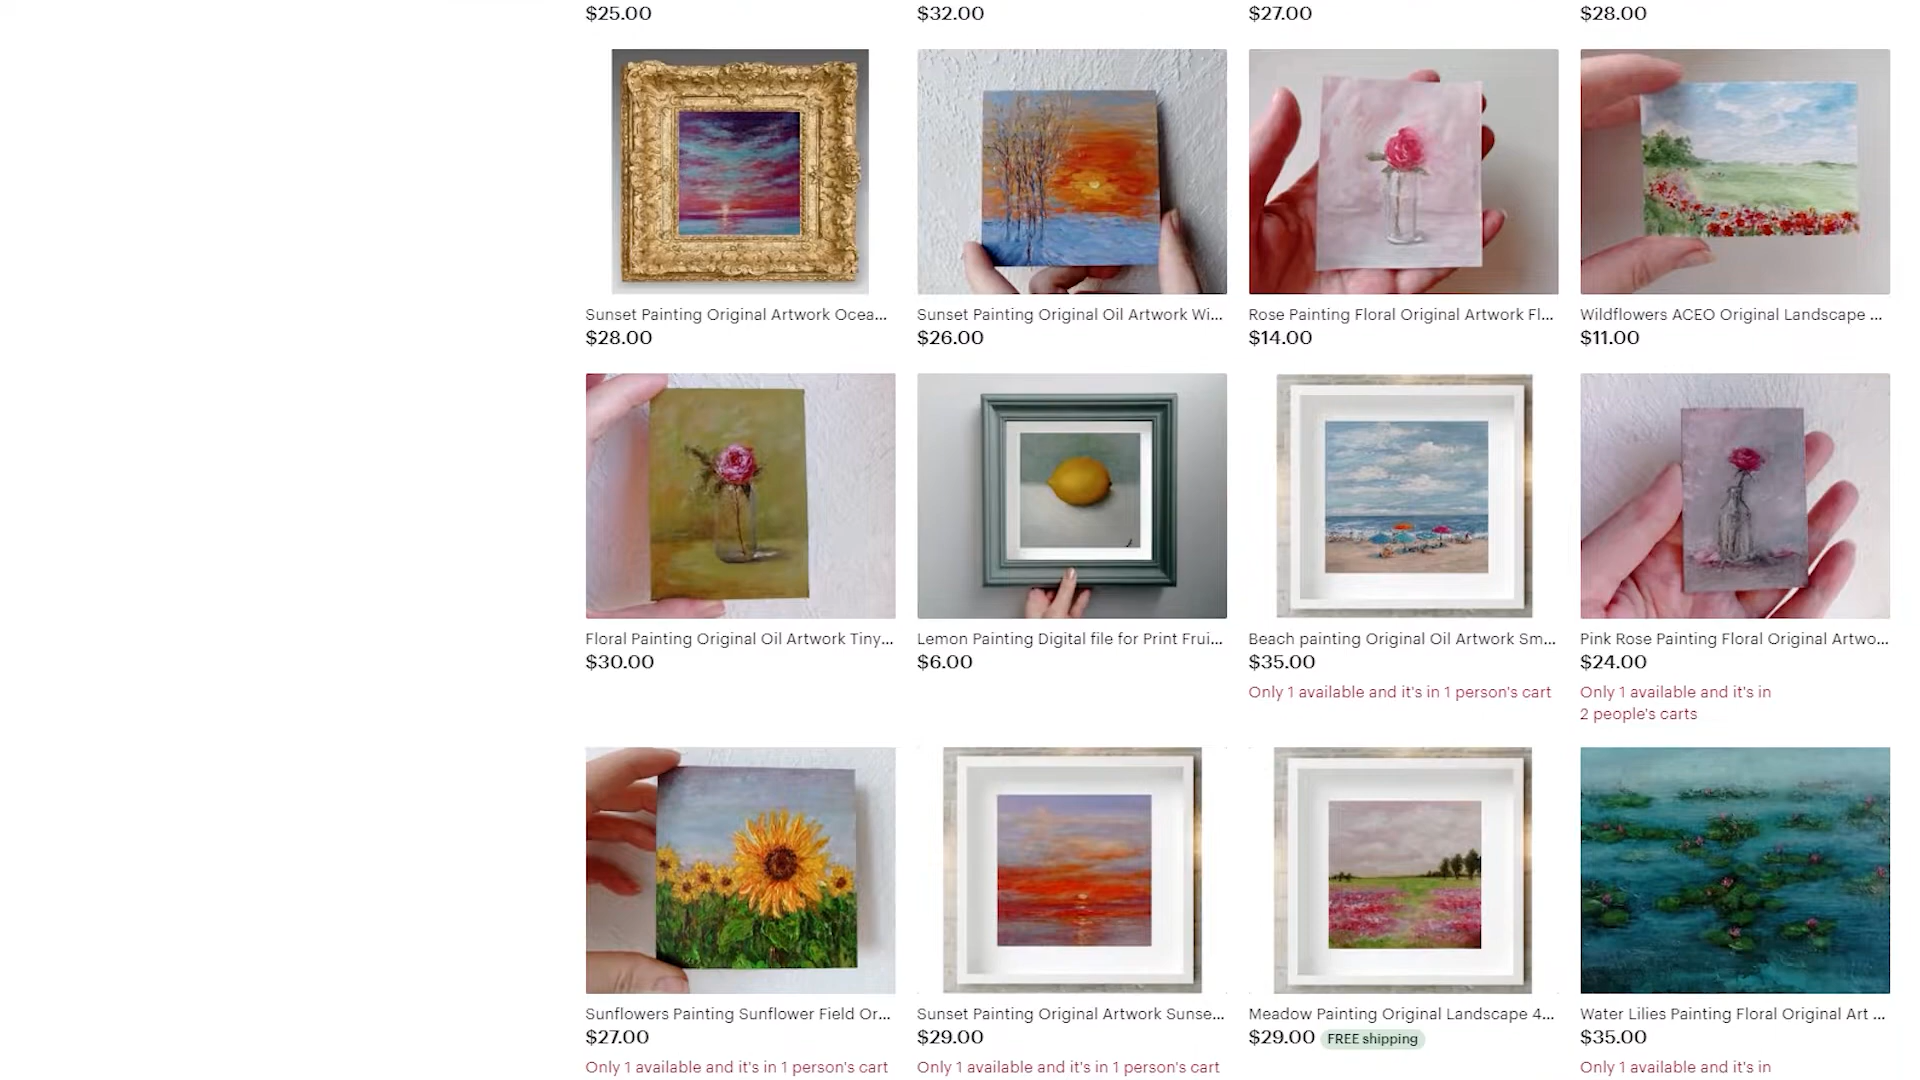 $25.00
$32.00
$27.00
$28.00
Sunset Painting Original Artwork Ocea...
$28.00
Sunset Painting Original Oil Artwork Wi...
$26.00
Rose Painting Floral Original Artwork Fl...
$14.00
Wildflowers ACEO Original Landscape ...
$11.00
Floral Painting Original Oil Artwork Tiny...
$30.00
Lemon Painting Digital file for Print Frui...
$6.00
Beach painting Original Oil Artwork Sm...
$35.00
Only 1 available and it's in 1 person's cart
Pink Rose Painting Floral Original Artwo...
$24.00
Only 1 available and it's in
2 people's carts
Sunflowers Painting Sunflower Field Or...
$27.00
Only 1 available and it's in 1 person's cart
Sunset Painting Original Artwork Sunse...
$29.00
Only 1 available and it's in 1 person's cart
Meadow Painting Original Landscape 4...
$29.00 FREE shipping
Water Lilies Painting Floral Original Art ...
$35.00
Only 1 available and it's in